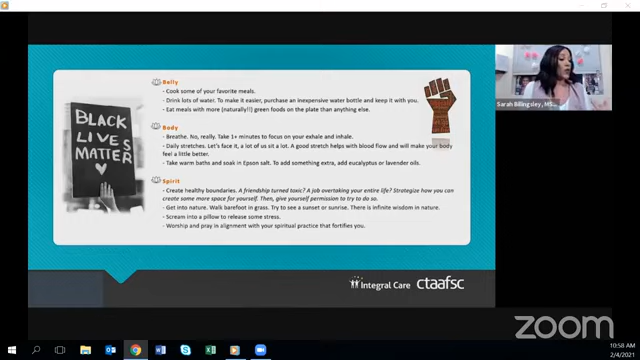 BLACK
LIVES
MATTER
Belly
- Cook some of your favorite meals.
- Drink lots of water. To make it easier, purchase an inexpensive water bottle and keep it with you.
- Eat meals with more (naturally!!) green foods on the plate than anything else.
Body
- Breathe. No, really. Take 1+ minutes to focus on your exhale and inhale.
- Daily stretches. Let's face it, a lot of us sit a lot. A good stretch helps with blood flow and will make your body
feel a little better.
- Take warm baths and soak in Epson salt. To add something extra, add eucalyptus or lavender oils.
Spirit
- Create healthy boundaries. A friendship turned toxic? A job overtaking your entire life? Strategize how you can
create some more space for yourself. Then, give yourself permission to try to do so.
- Get into nature. Walk barefoot in grass. Try to see a sunset or sunrise. There is infinite wisdom in nature.
- Scream into a pillow to release some stress.
- Worship and pray in alignment with your spiritual practice that fortifies you.
Integral Care
ctaafsc
Sarah Billingsley, MS...
zoom
10:58 AM
2/4/2021